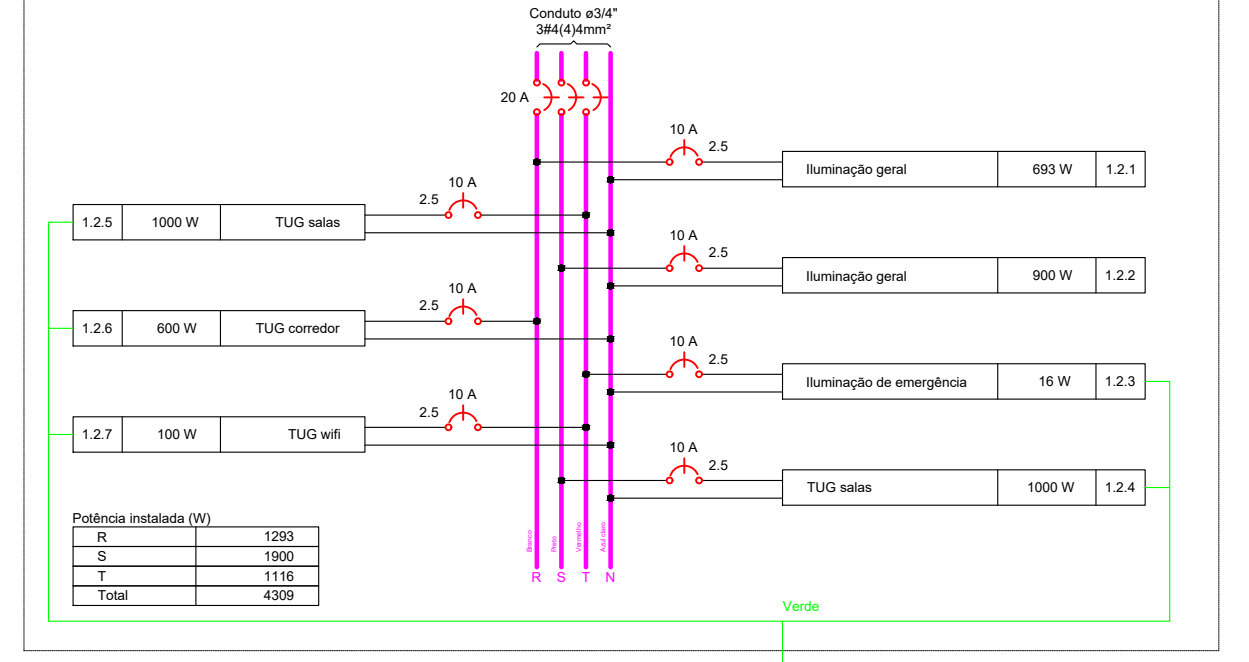 Conduto ø3/4"
3#4(4)4mm²
20 A
10 A
2.5
Iluminação geral 693 W 1.2.1
10 A
2.5
1.2.5 1000 W TUG salas
10 A
2.5
Iluminação geral 900 W 1.2.2
10 A
2.5
1.2.6 600 W TUG corredor
10 A
2.5
Iluminação de emergência 16 W 1.2.3
10 A
2.5
1.2.7 100 W TUG wifi
10 A
2.5
TUG salas 1000 W 1.2.4
Potência instalada (W)
R 1293
S 1900
T 1116
Total 4309
Branco
Preto
Vermelho
Azul claro
R S T N
Verde